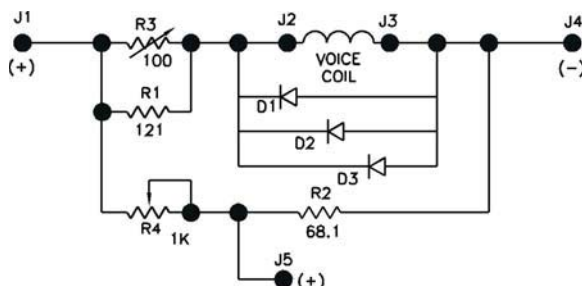 J1
R3
J2
J3
J4
(+)
100
VOICE
COIL
(-)
R1
121
D1
D2
D3
R2
R4
1K
68.1
J5
(+)